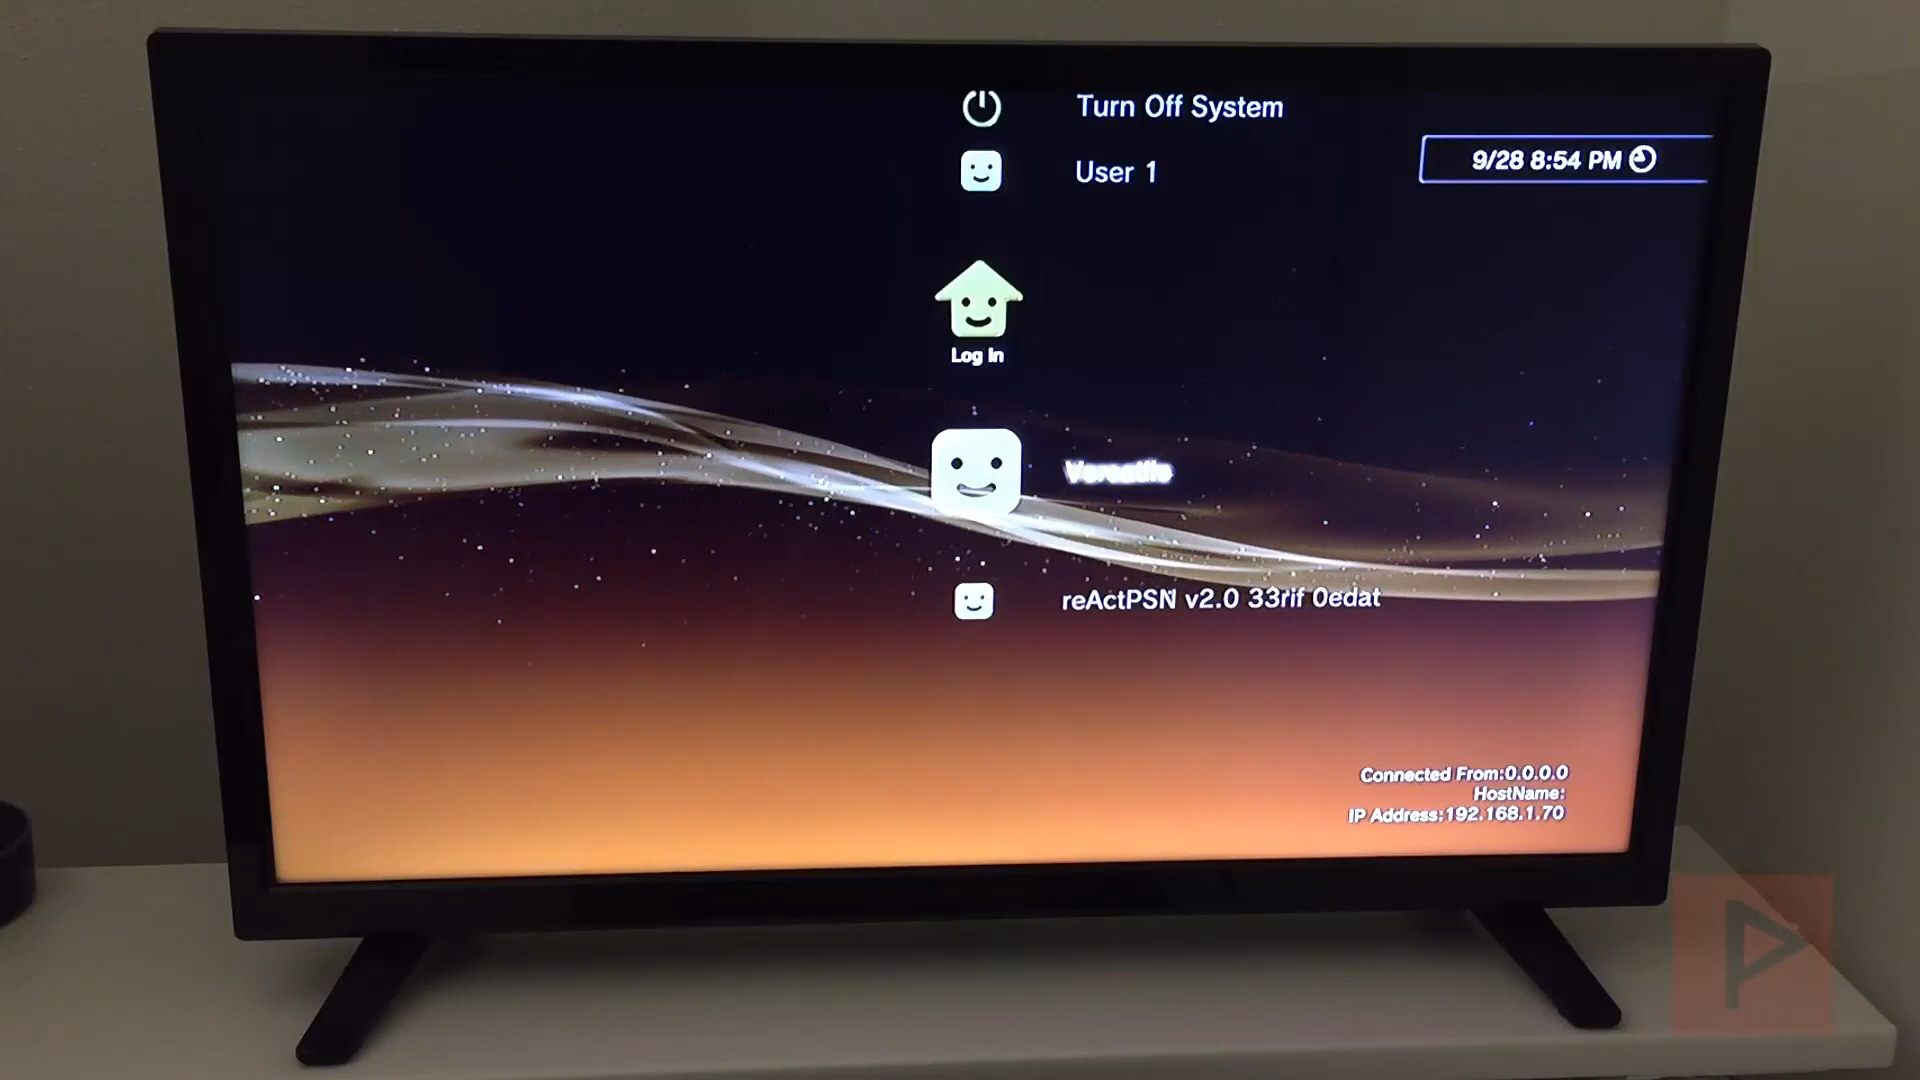 Turn Off System
User 1
9/28 8:54 PM
Log In
Versatile
reActPSN v2.0 33rif 0edat
Connected From:0.0.0.0
HostName:
IP Address:192.168.1.70